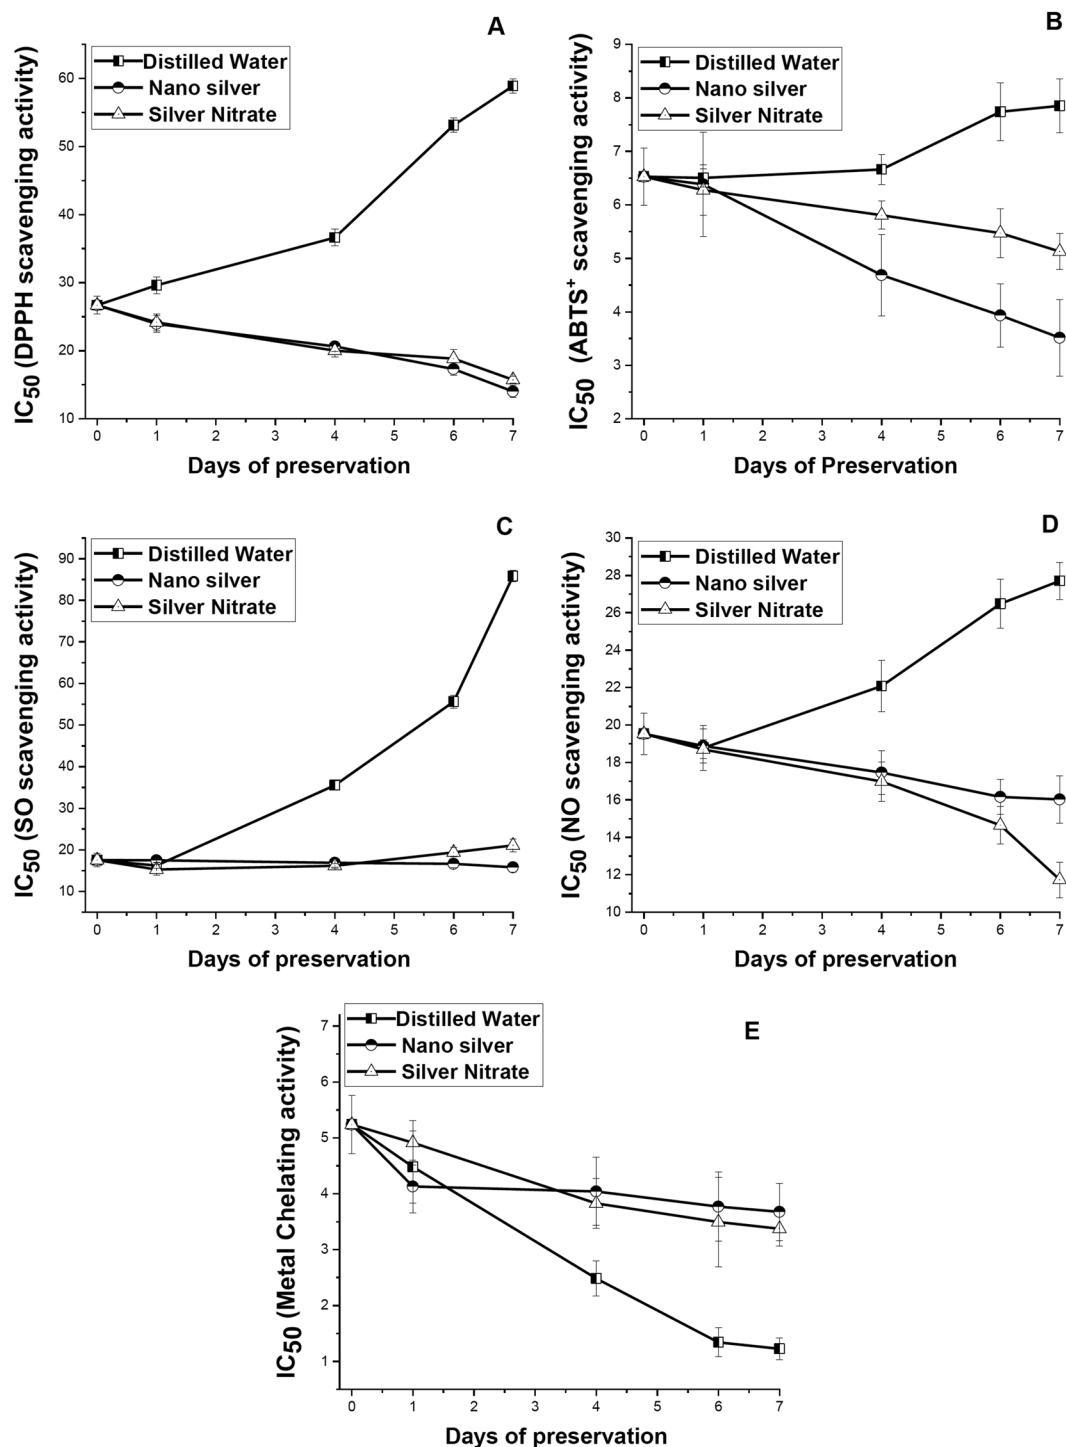 A
Distilled Water
Nano silver
Silver Nitrate
IC50 (DPPH scavenging activity)
60
50
40
30
20
10
0 1 2 3 4 5 6 7
Days of preservation
B
Distilled Water
Nano silver
Silver Nitrate
IC50 (ABTS+ scavenging activity)
9
8
7
6
5
4
3
2
0 1 2 3 4 5 6 7
Days of Preservation
C
Distilled Water
Nano silver
Silver Nitrate
IC50 (SO scavenging activity)
90
80
70
60
50
40
30
20
10
0 1 2 3 4 5 6 7
Days of preservation
D
Distilled Water
Nano silver
Silver Nitrate
IC50 (NO scavenging activity)
30
28
26
24
22
20
18
16
14
12
10
0 1 2 3 4 5 6 7
Days of preservation
E
Distilled Water
Nano silver
Silver Nitrate
IC50 (Metal Chelating activity)
7
6
5
4
3
2
1
0 1 2 3 4 5 6 7
Days of preservation